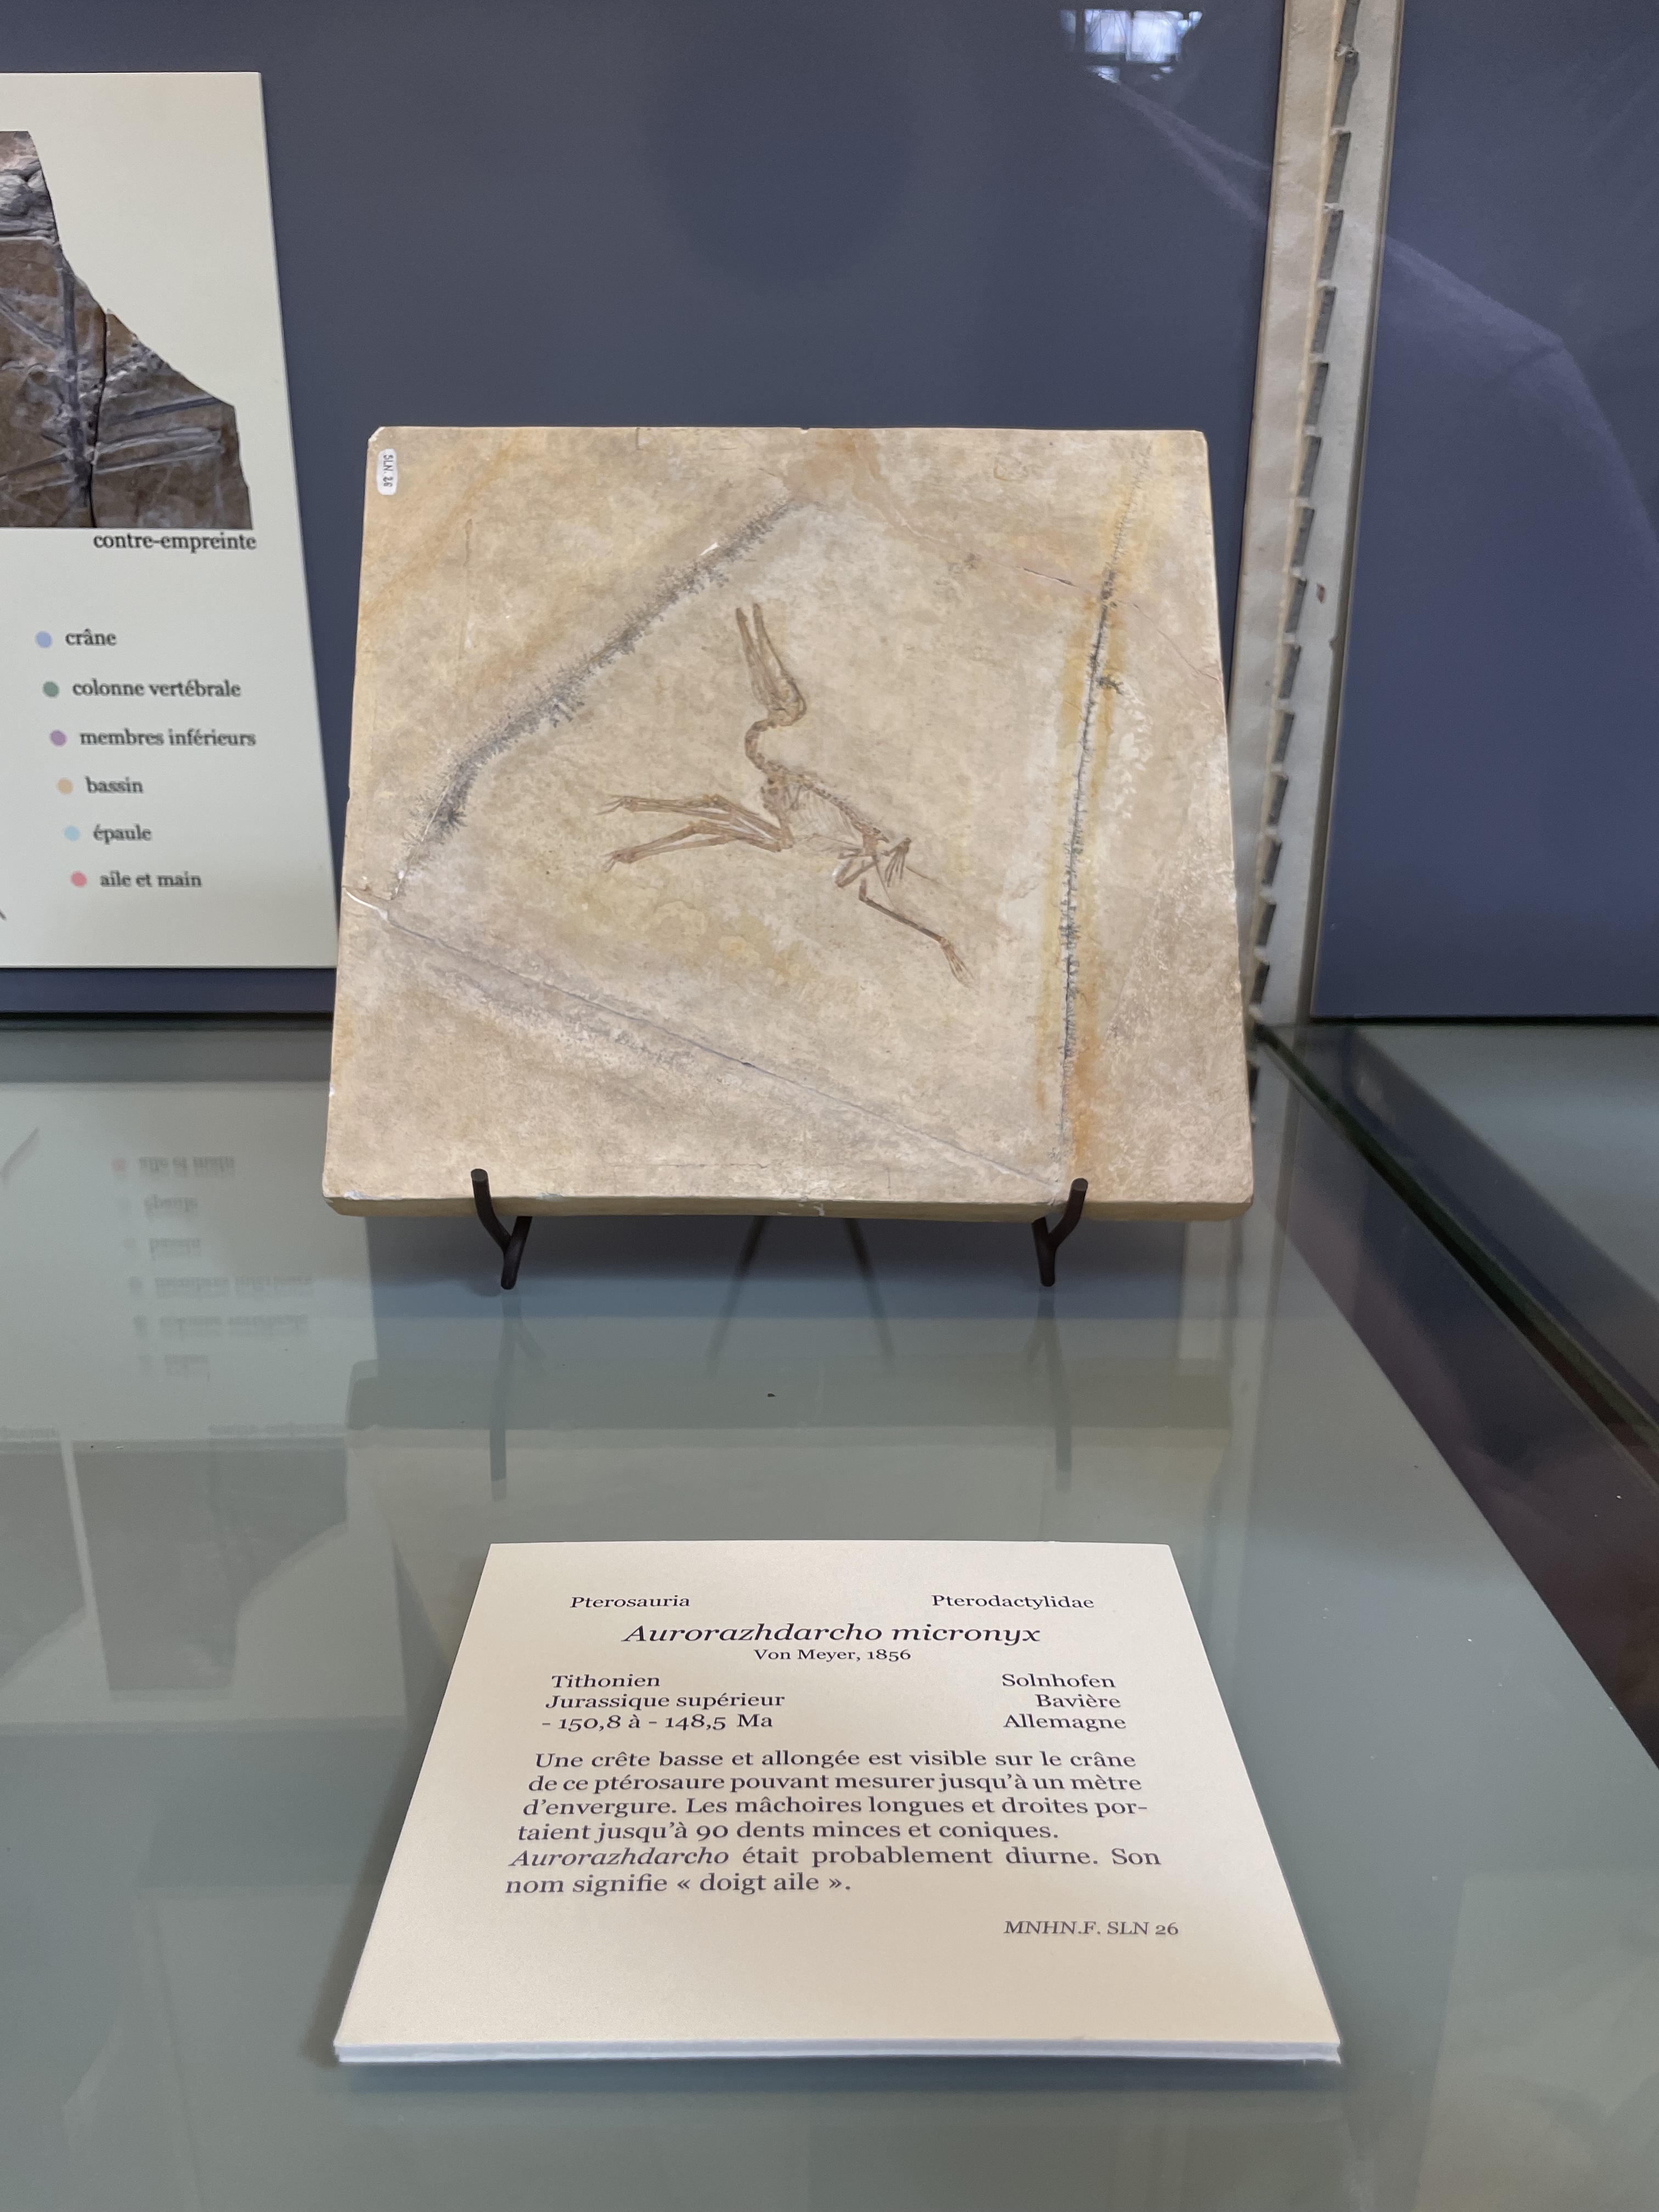 contre-empreinte
crâne
colonne vertébrale
membres inférieurs
bassin
épaule
aile et main
SLN. 26
Pterosauria
Pterodactylidae
Aurorazhdarcho micronyx
Von Meyer, 1856
Tithonien
Jurassique supérieur
- 150,8 à - 148,5 Ma
Solnhofen
Bavière
Allemagne
Une crête basse et allongée est visible sur le crâne
de ce ptérosaure pouvant mesurer jusqu'à un mètre
d'envergure. Les mâchoires longues et droites por-
taient jusqu'à 90 dents minces et coniques.
Aurorazhdarcho était probablement diurne. Son
nom signifie « doigt aile ».
MNHN.F. SLN 26